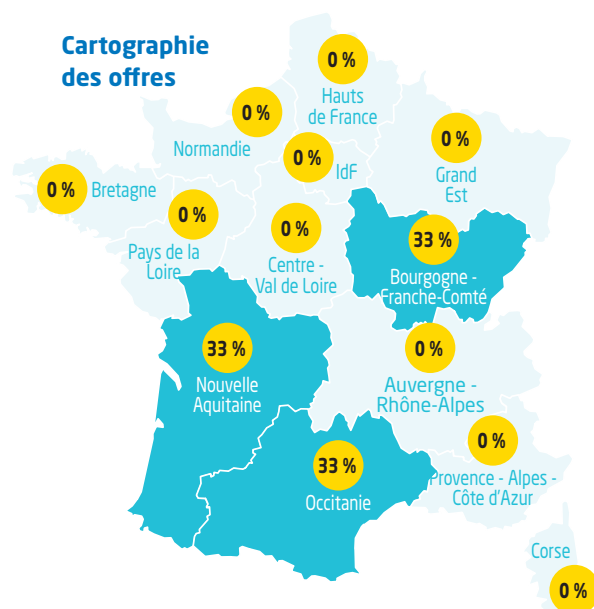 Cartographie
des offres
0 %
Hauts
de France
0 %
Normandie
0 %
IdF
0 %
Grand
Est
0 %
Bretagne
0 %
Pays de la
Loire
0 %
Centre -
Val de Loire
33 %
Bourgogne -
Franche-Comté
33 %
Nouvelle
Aquitaine
0 %
Auvergne -
Rhône-Alpes
0 %
Provence - Alpes -
Côte d'Azur
33 %
Occitanie
Corse
0 %